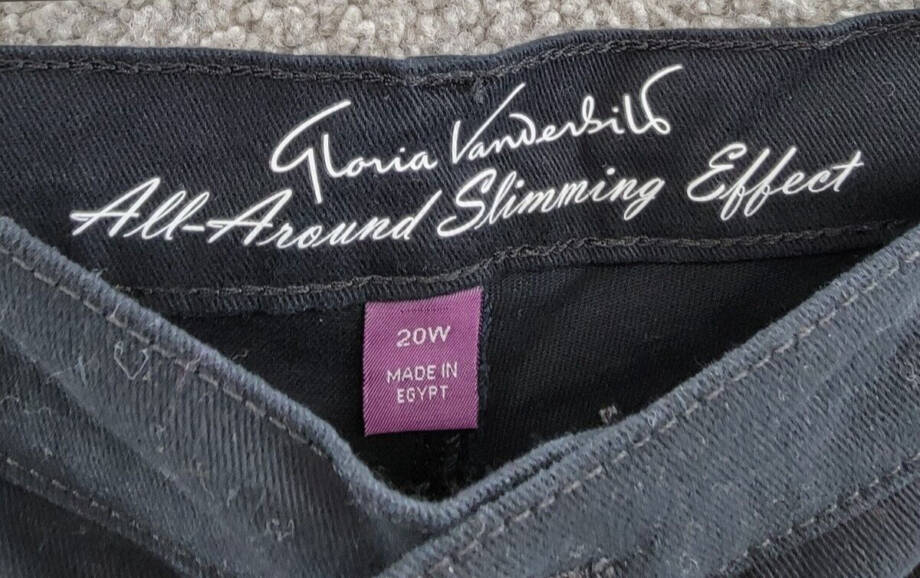 Gloria Vanderbilt
All-Around Slimming Effect
20W
MADE IN
EGYPT